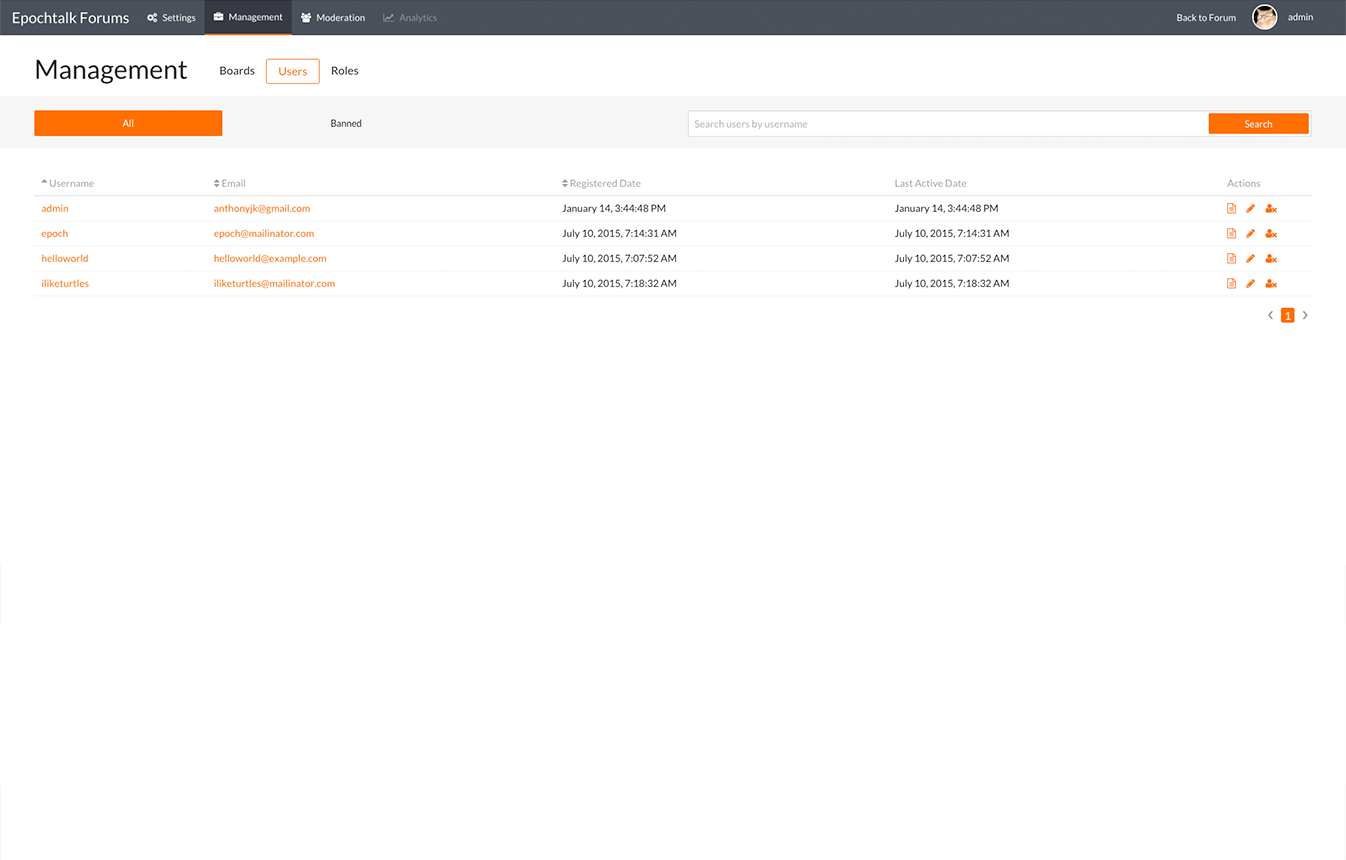 Epochtalk Forums Settings Management Moderation Analytics Back to Forum admin
Management Boards Users Roles
All Banned Search users by username Search
Username Email Registered Date Last Active Date Actions
admin anthonyjk@gmail.com January 14, 3:44:48 PM January 14, 3:44:48 PM
epoch epoch@mailinator.com July 10, 2015, 7:14:31 AM July 10, 2015, 7:14:31 AM
helloworld helloworld@example.com July 10, 2015, 7:07:52 AM July 10, 2015, 7:07:52 AM
iliketurtles iliketurtles@mailinator.com July 10, 2015, 7:18:32 AM July 10, 2015, 7:18:32 AM
1